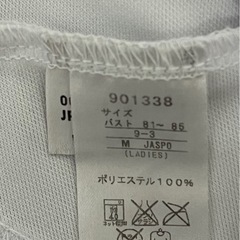 901338
サイズ
バスト 81～ 85
9-3
M JASPO
(LADIES)
ポリエステル100%